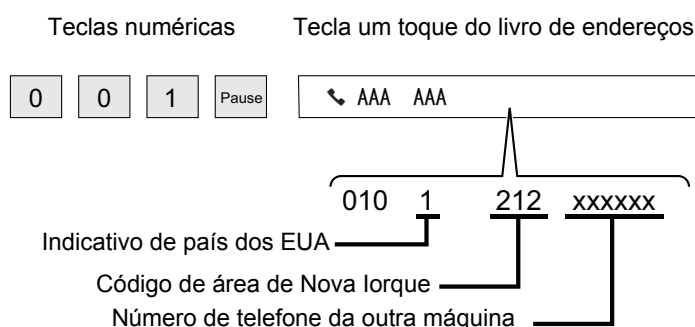 Teclas numéricas Tecla um toque do livro de endereços
0 0 1 Pause AAA AAA
010 1 212 xxxxxx
Indicativo de país dos EUA
Código de área de Nova Iorque
Número de telefone da outra máquina